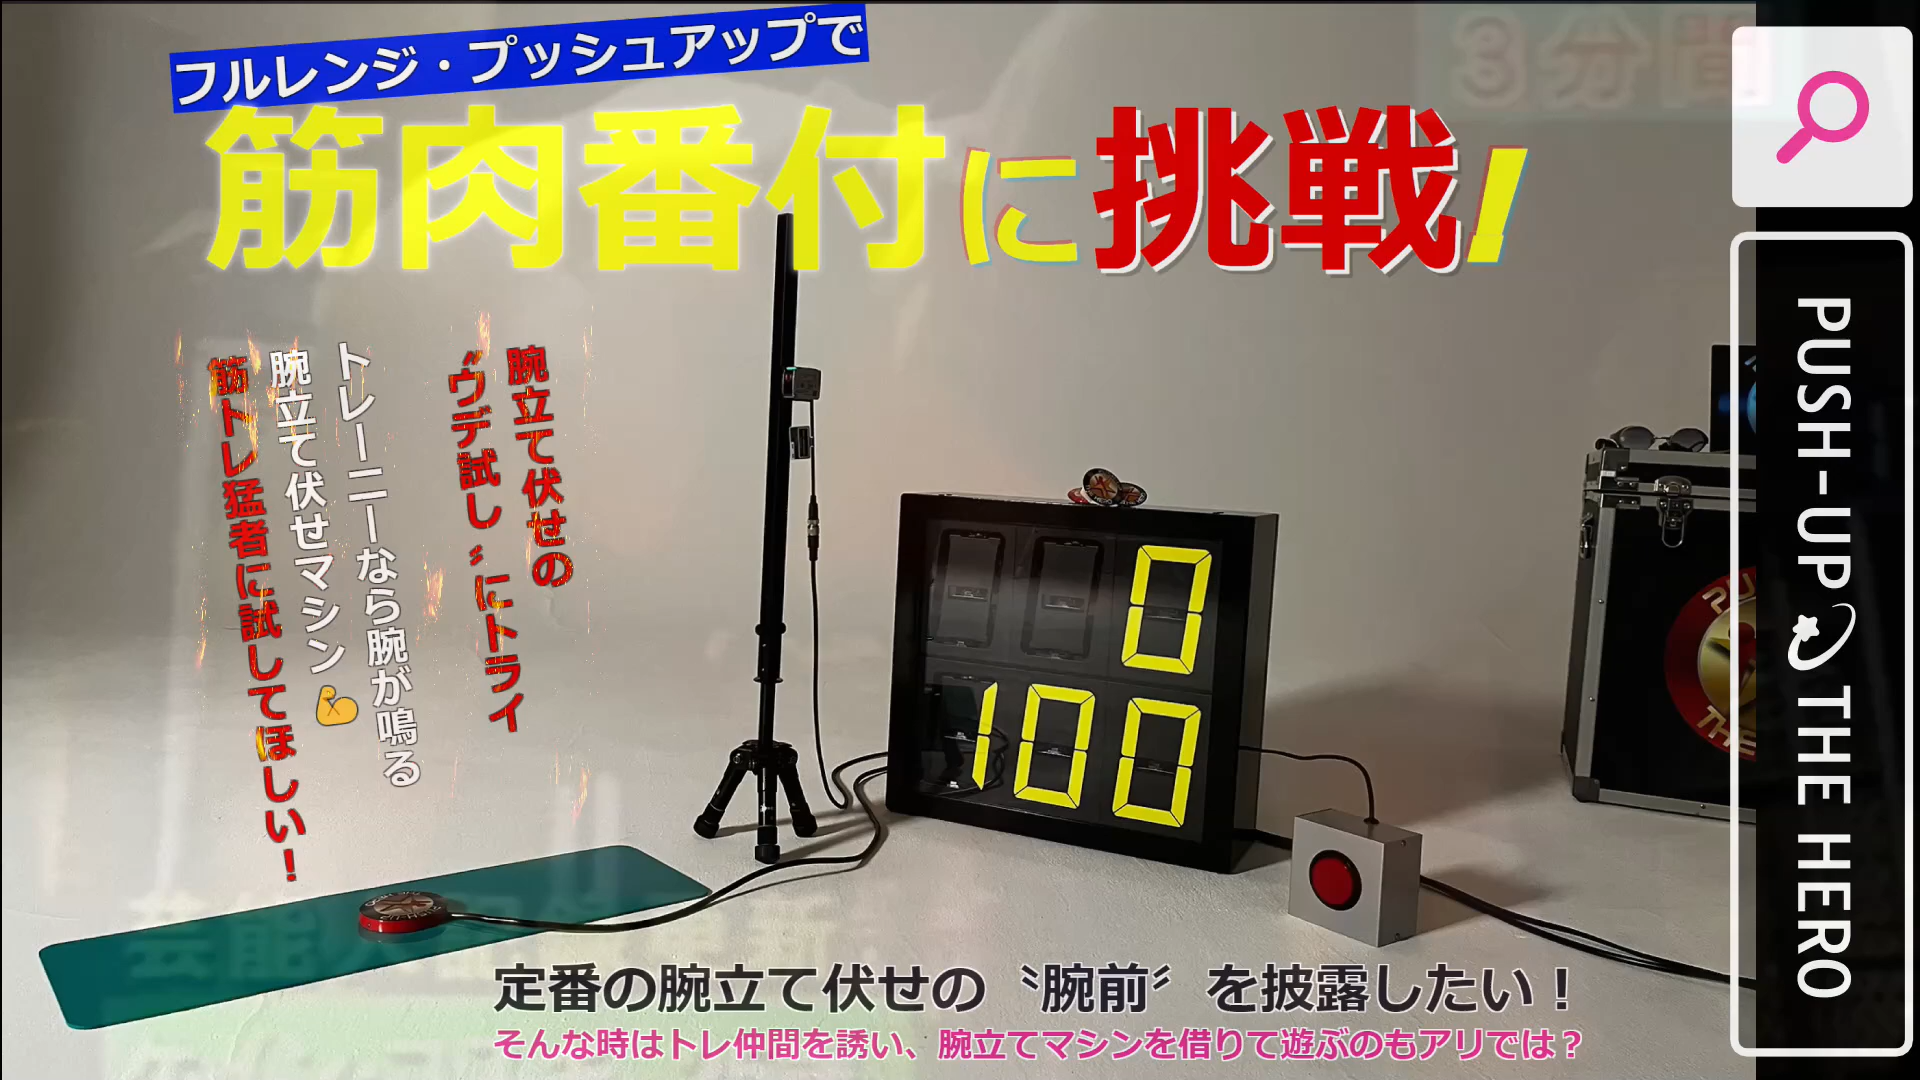 フルレンジ・プッシュアップで
筋肉番付に挑戦!
3分間
腕立て伏せの
〝ウデ試し〟にトライ
トレーニーなら腕が鳴る
腕立て伏せマシン💪
筋トレ猛者に試してほしい！
0
100
定番の腕立て伏せの〝腕前〟を披露したい！
そんな時はトレ仲間を誘い、腕立てマシンを借りて遊ぶのもアリでは？
PUSH-UP THE HERO